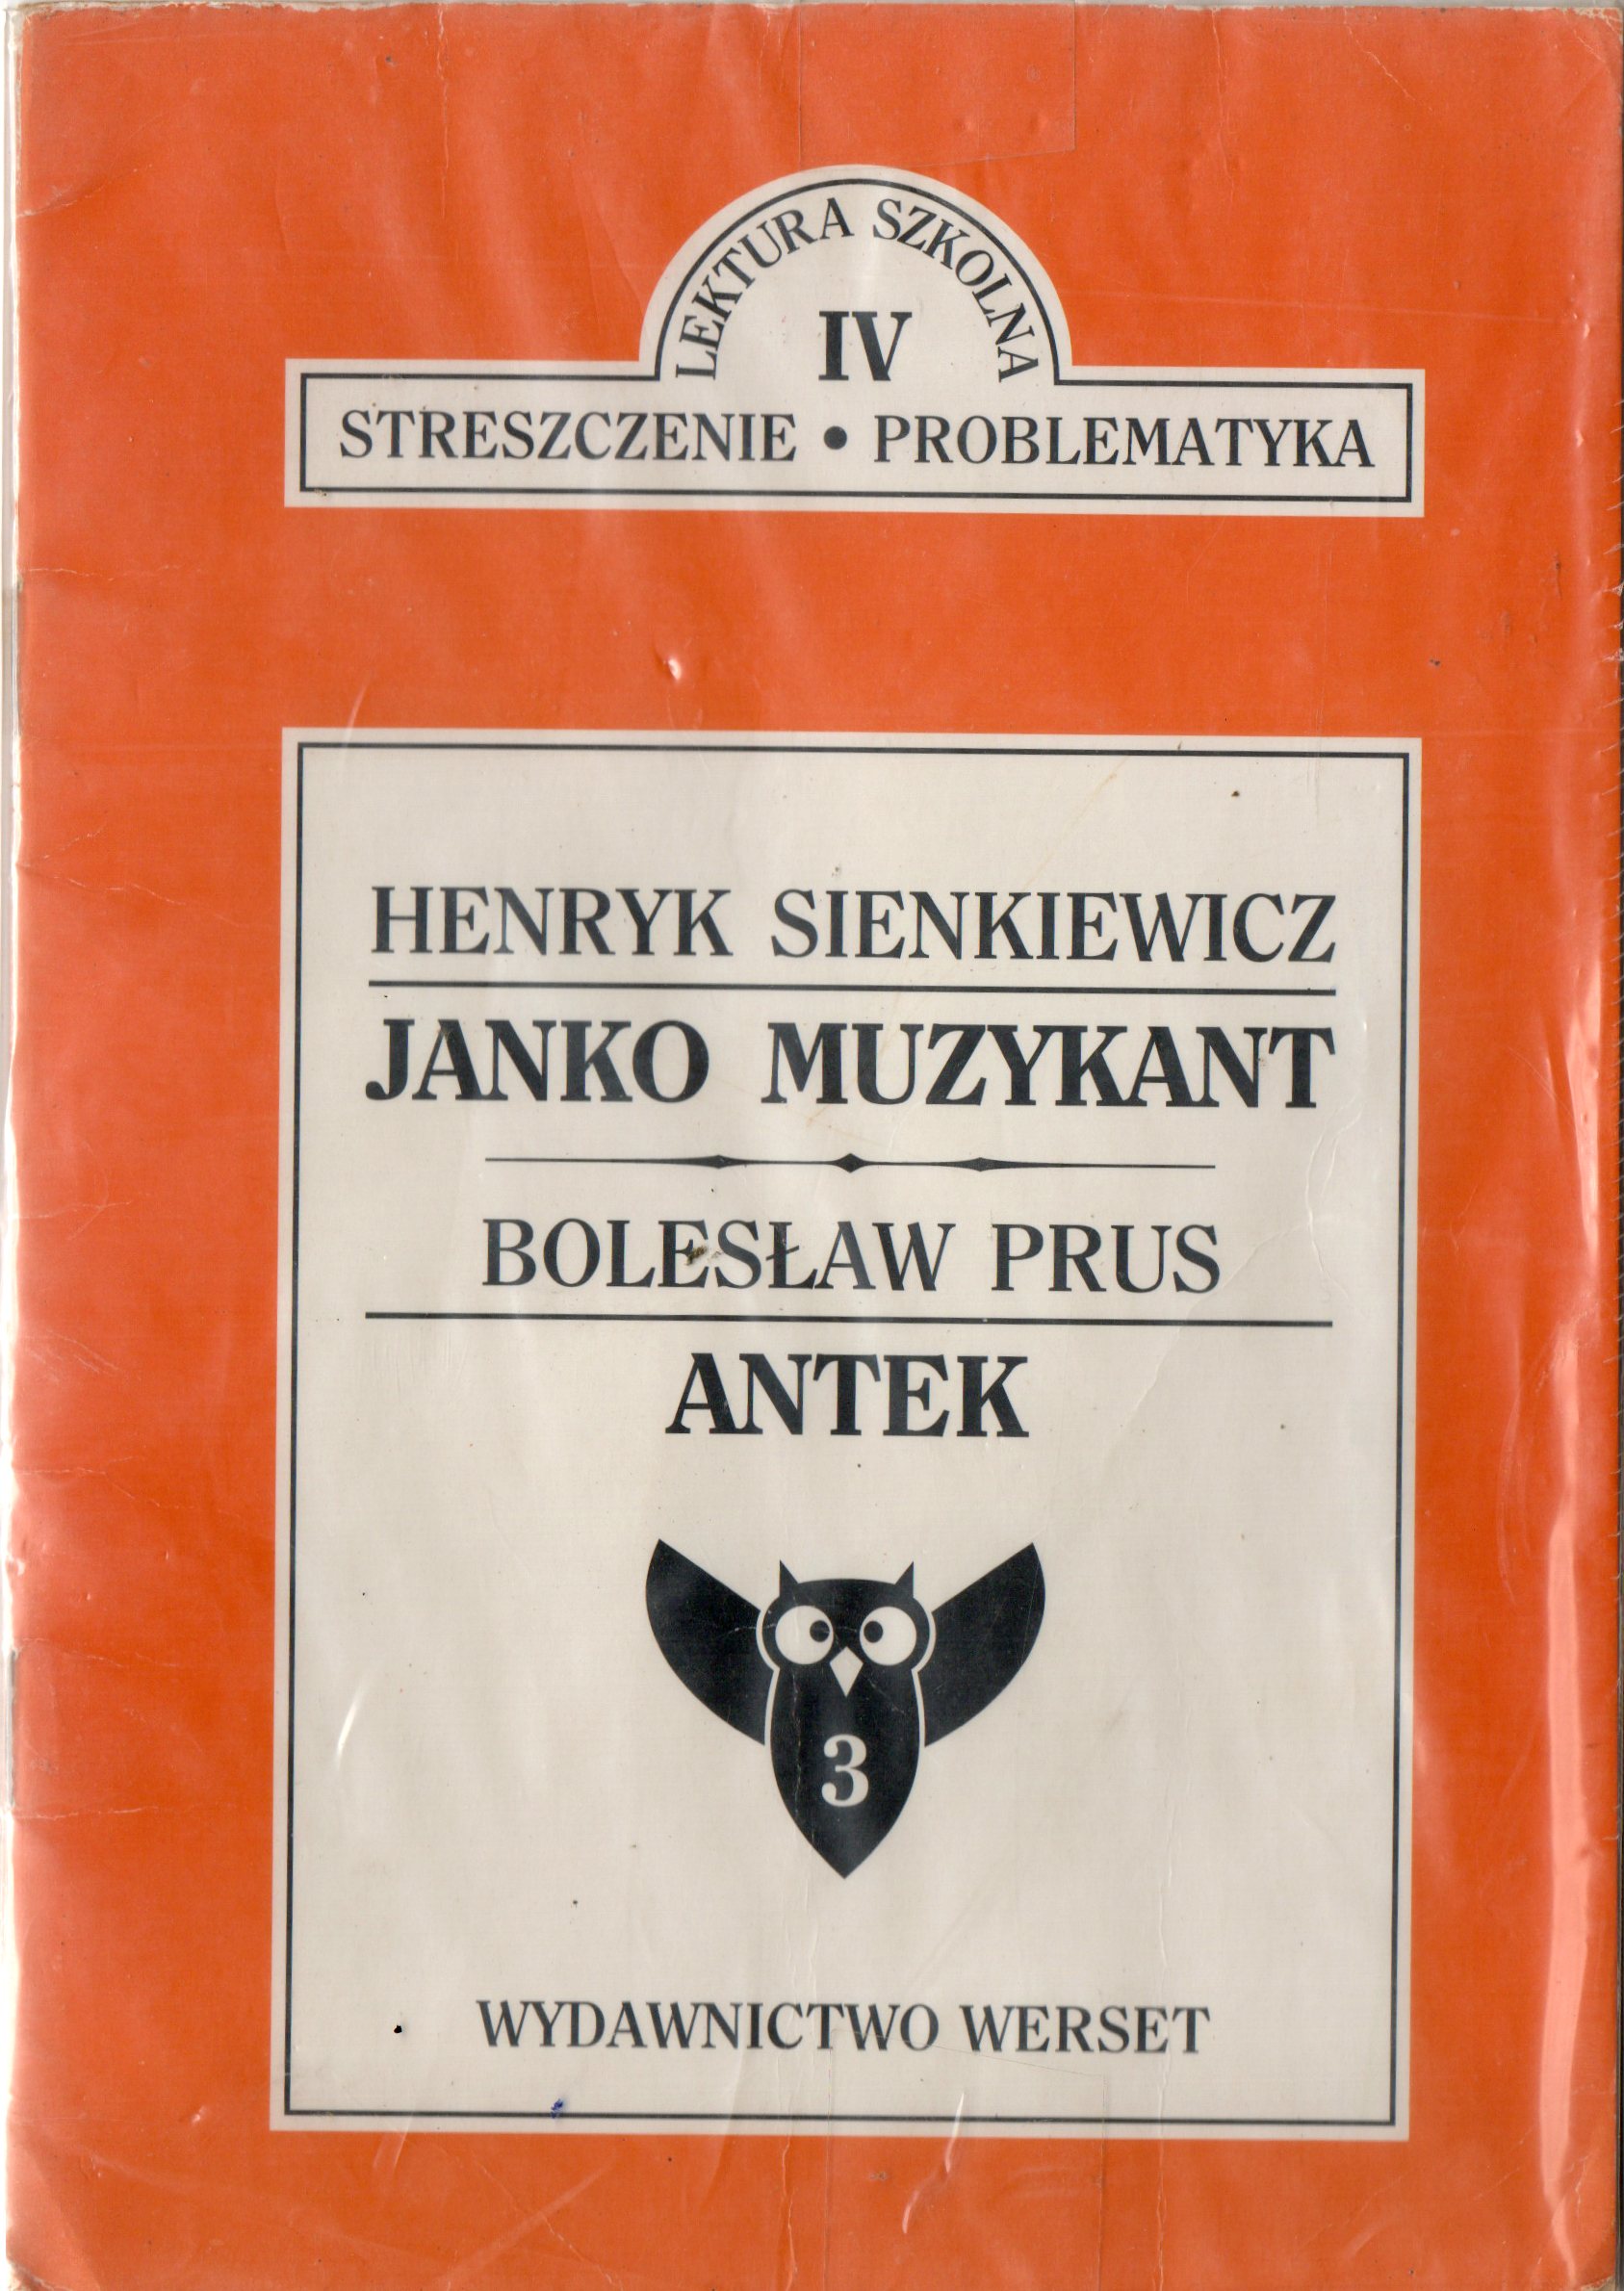 LEKTURA SZKOLNA
IV
STRESZCZENIE • PROBLEMATYKA
HENRYK SIENKIEWICZ
JANKO MUZYKANT
BOLESŁAW PRUS
ANTEK
3
WYDAWNICTWO WERSET